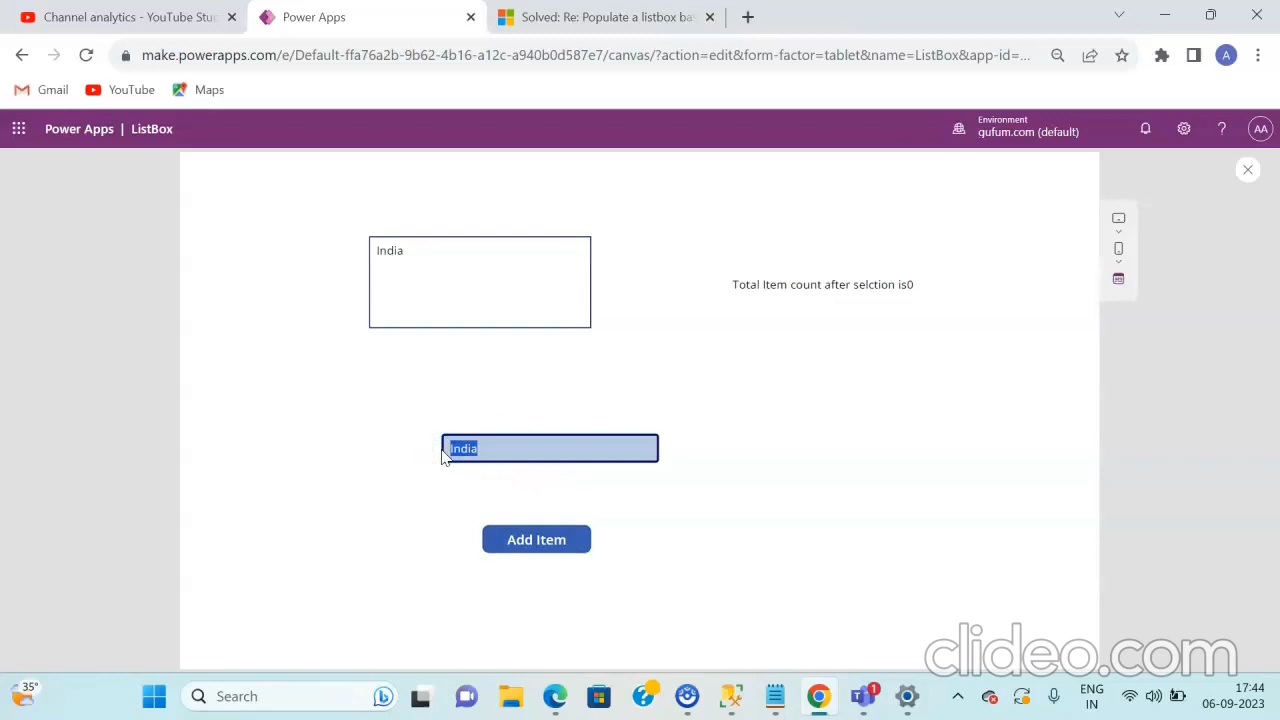 Channel analytics - YouTube Stu
Power Apps
Solved: Re: Populate a listbox ba
make.powerapps.com/e/Default-ffa76a2b-9b62-4b16-a12c-a940b0d587e7/canvas/?action=edit&form-factor=tablet&name=ListBox&app-id=...
A
Gmail
YouTube
Maps
Power Apps | ListBox
Environment
qufum.com (default)
?
AA
India
Total Item count after selction is0
India
Add Item
clideo.com
35°
Search
1
ENG
IN
17:44
06-09-2023